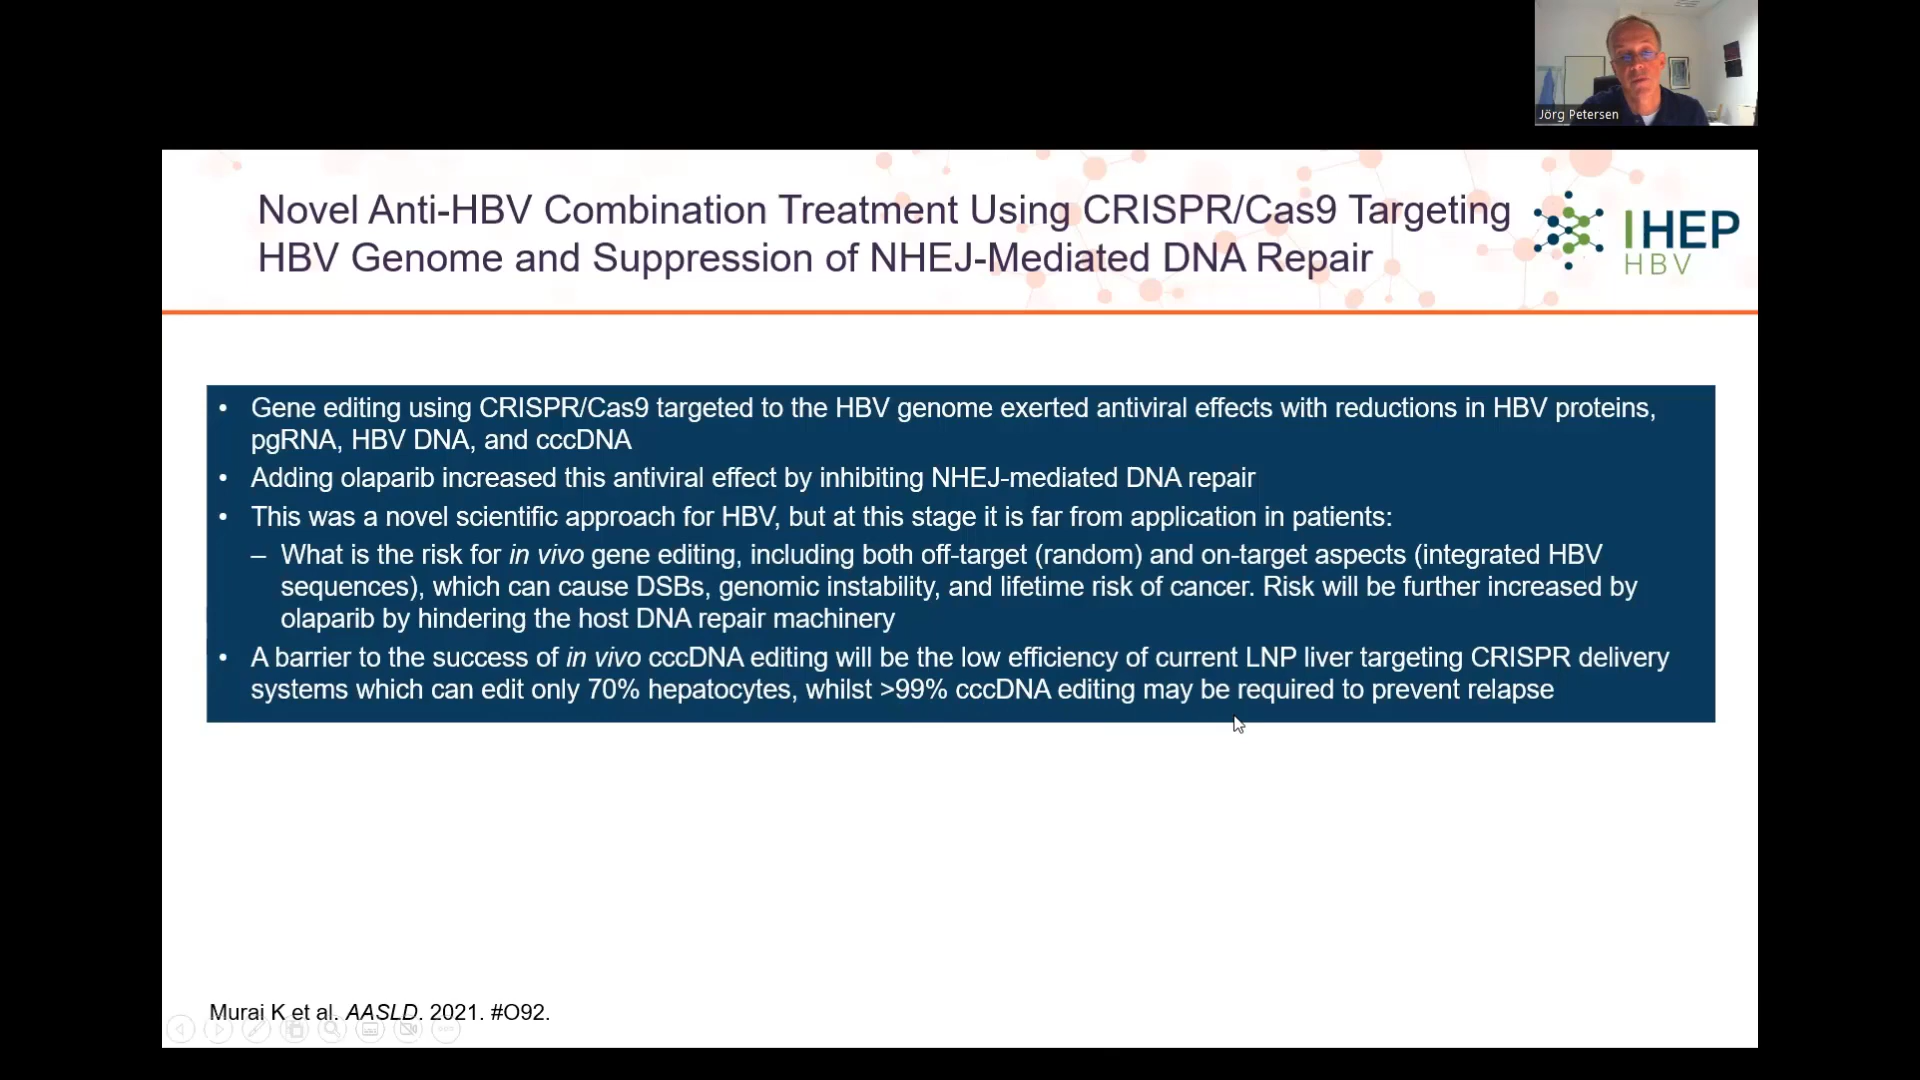 Jörg Petersen
Novel Anti-HBV Combination Treatment Using CRISPR/Cas9 Targeting
HBV Genome and Suppression of NHEJ-Mediated DNA Repair
IHEP
HBV
• Gene editing using CRISPR/Cas9 targeted to the HBV genome exerted antiviral effects with reductions in HBV proteins,
pgRNA, HBV DNA, and cccDNA
• Adding olaparib increased this antiviral effect by inhibiting NHEJ-mediated DNA repair
• This was a novel scientific approach for HBV, but at this stage it is far from application in patients:
– What is the risk for in vivo gene editing, including both off-target (random) and on-target aspects (integrated HBV
sequences), which can cause DSBs, genomic instability, and lifetime risk of cancer. Risk will be further increased by
olaparib by hindering the host DNA repair machinery
• A barrier to the success of in vivo cccDNA editing will be the low efficiency of current LNP liver targeting CRISPR delivery
systems which can edit only 70% hepatocytes, whilst >99% cccDNA editing may be required to prevent relapse
Murai K et al. AASLD. 2021. #O92.